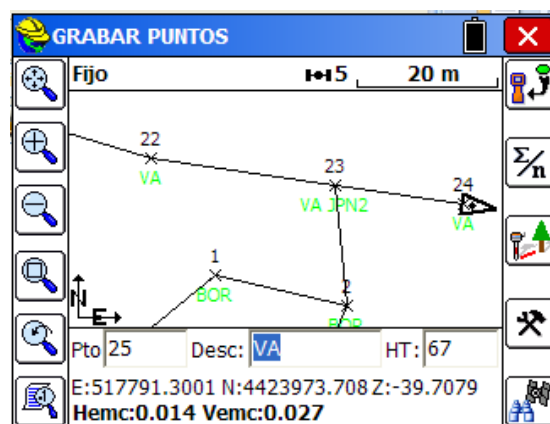 GRABAR PUNTOS
Fijo 5 20 m
22
VA
23
VA JPN2
24
VA
1
BOR
2
BOR
N
E
Σ/n
Pto 25 Desc: VA HT: 67
E:517791.3001 N:4423973.708 Z:-39.7079
Hemc:0.014 Vemc:0.027